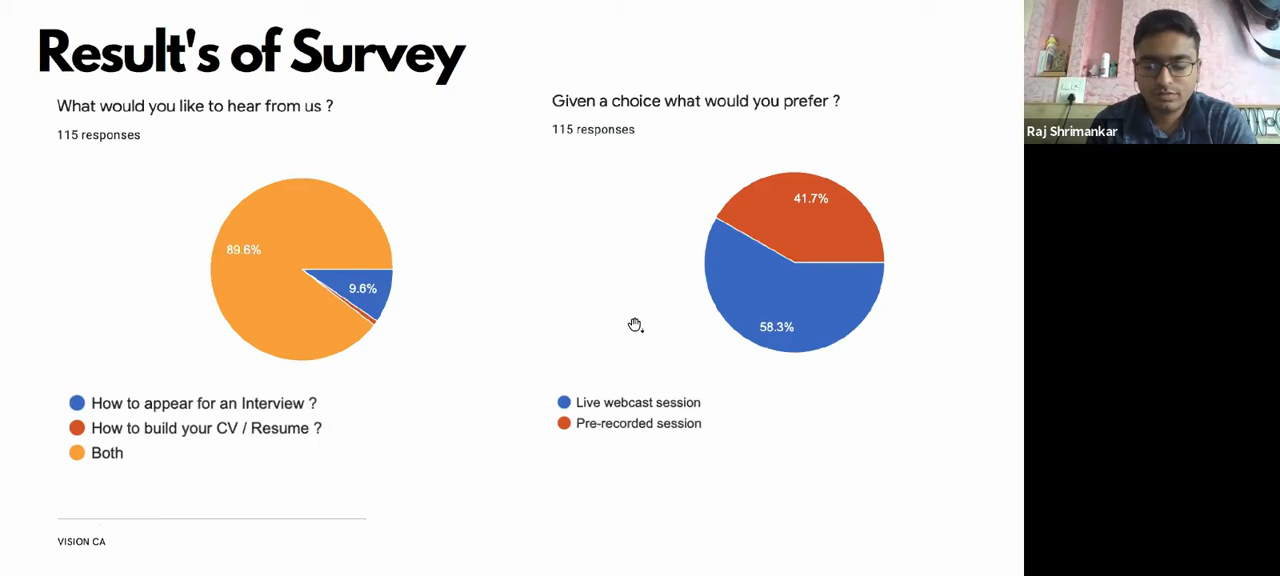 Result's of Survey
What would you like to hear from us ?
115 responses
89.6%
9.6%
How to appear for an Interview ?
How to build your CV / Resume ?
Both
Given a choice what would you prefer ?
115 responses
41.7%
58.3%
Live webcast session
Pre-recorded session
VISION CA
Raj Shrimankar